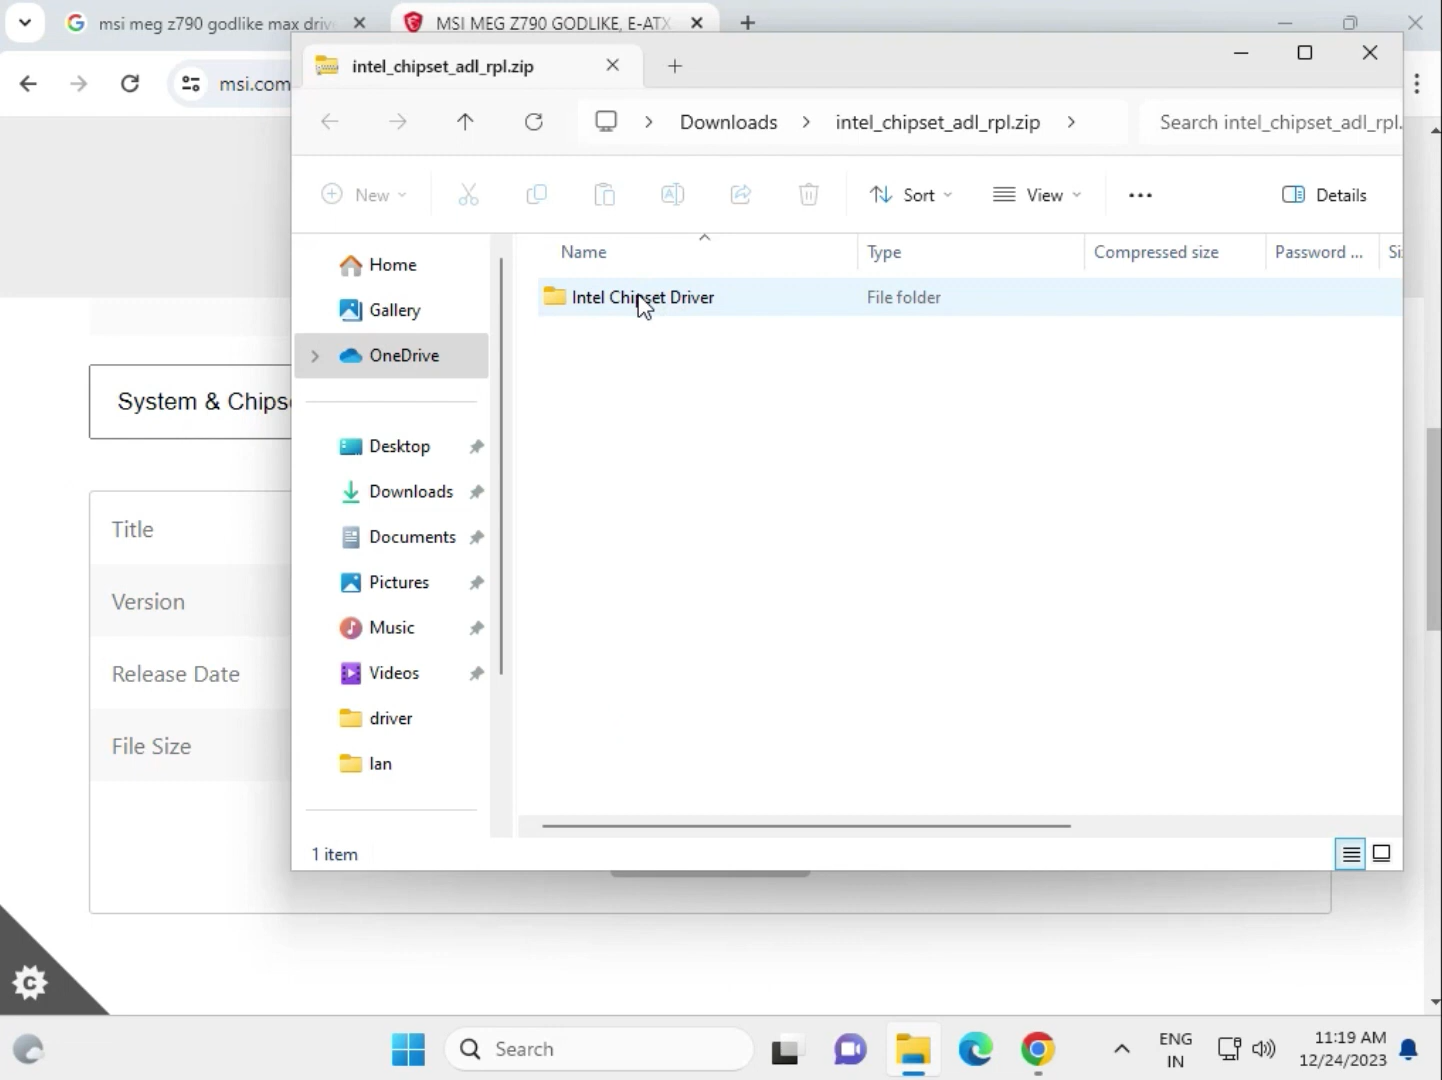 msi meg z790 godlike max driv
MSI MEG Z790 GODLIKE, E-ATX
msi.com
intel_chipset_adl_rpl.zip
Downloads
intel_chipset_adl_rpl.zip
Search intel_chipset_adl_rpl.
New
Sort
View
Details
Name
Type
Compressed size
Password ...
Si
Intel Chipset Driver
File folder
Home
Gallery
OneDrive
Desktop
Downloads
Documents
Pictures
Music
Videos
driver
lan
1 item
System & Chips
Title
Version
Release Date
File Size
Search
ENG
IN
11:19 AM
12/24/2023